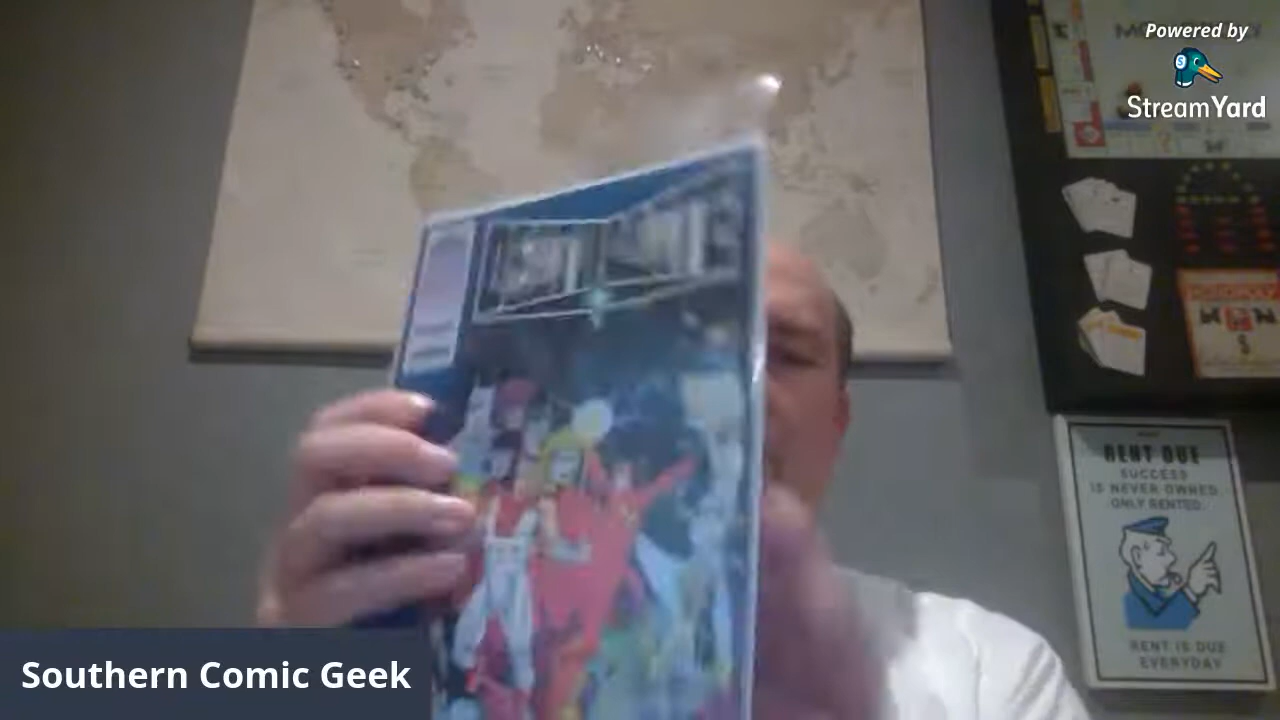 Powered by
StreamYard
RENT DUE
SUCCESS
IS NEVER OWNED.
ONLY RENTED.
RENT IS DUE
EVERYDAY
Southern Comic Geek